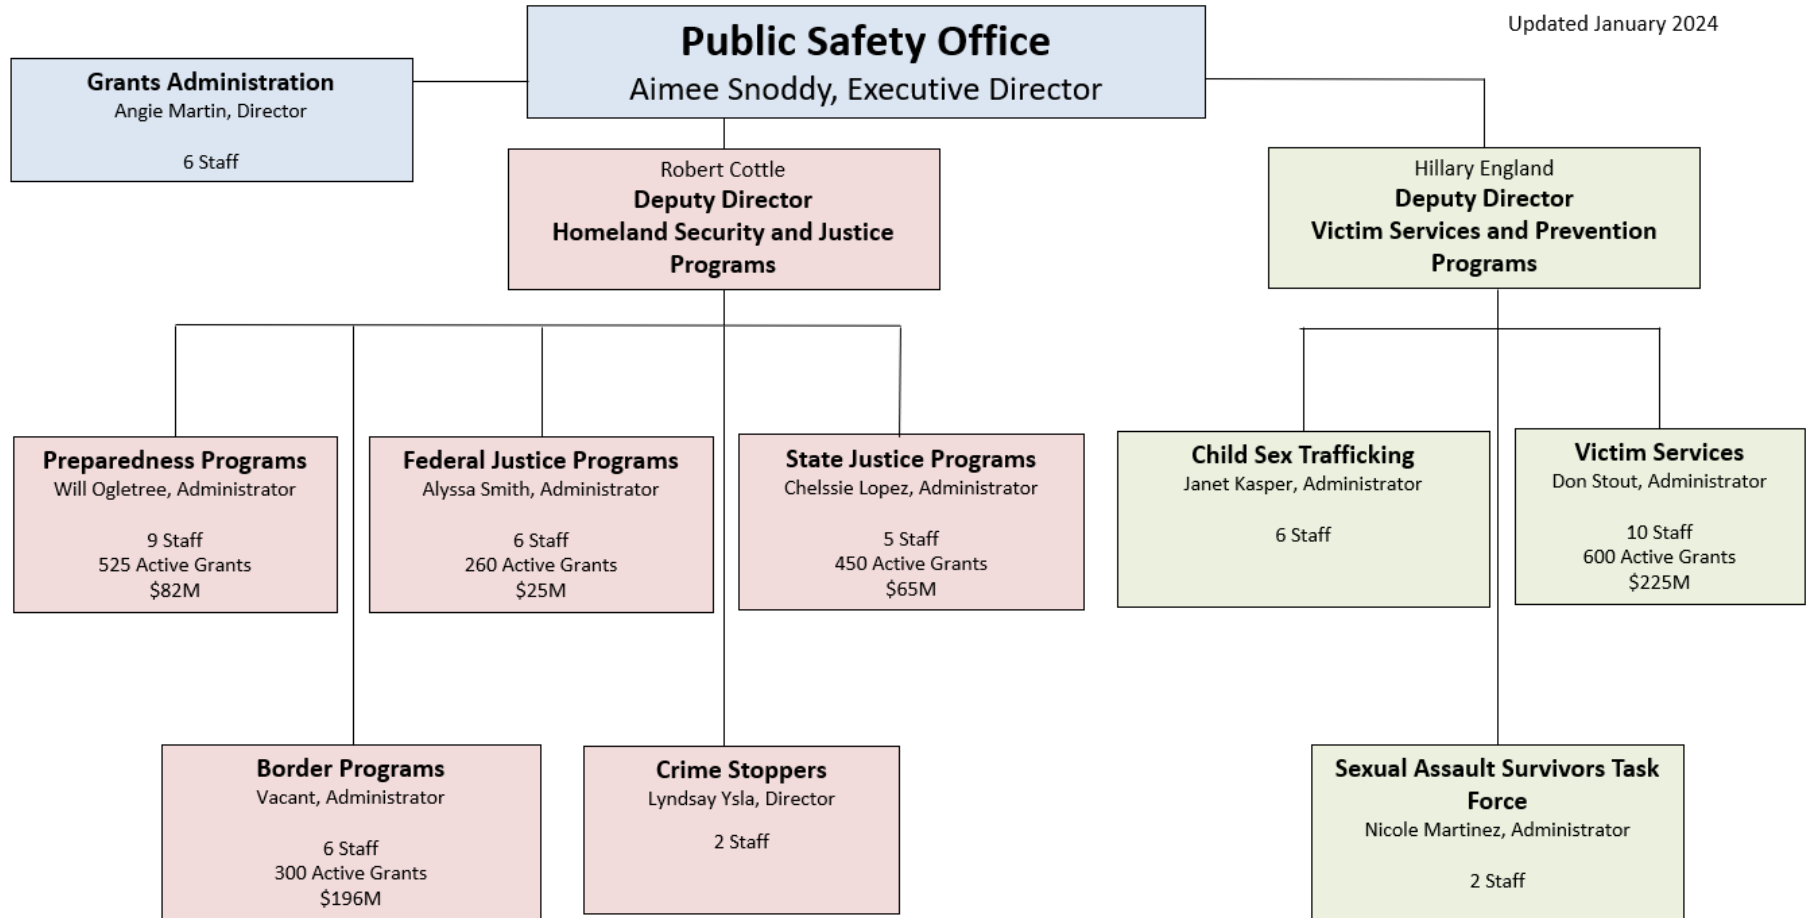 Updated January 2024
Public Safety Office
Aimee Snoddy, Executive Director
Grants Administration
Angie Martin, Director
6 Staff
Robert Cottle
Deputy Director
Homeland Security and Justice
Programs
Hillary England
Deputy Director
Victim Services and Prevention
Programs
Preparedness Programs
Will Ogletree, Administrator
9 Staff
525 Active Grants
$82M
Federal Justice Programs
Alyssa Smith, Administrator
6 Staff
260 Active Grants
$25M
State Justice Programs
Chelssie Lopez, Administrator
5 Staff
450 Active Grants
$65M
Child Sex Trafficking
Janet Kasper, Administrator
6 Staff
Victim Services
Don Stout, Administrator
10 Staff
600 Active Grants
$225M
Border Programs
Vacant, Administrator
6 Staff
300 Active Grants
$196M
Crime Stoppers
Lyndsay Ysla, Director
2 Staff
Sexual Assault Survivors Task
Force
Nicole Martinez, Administrator
2 Staff